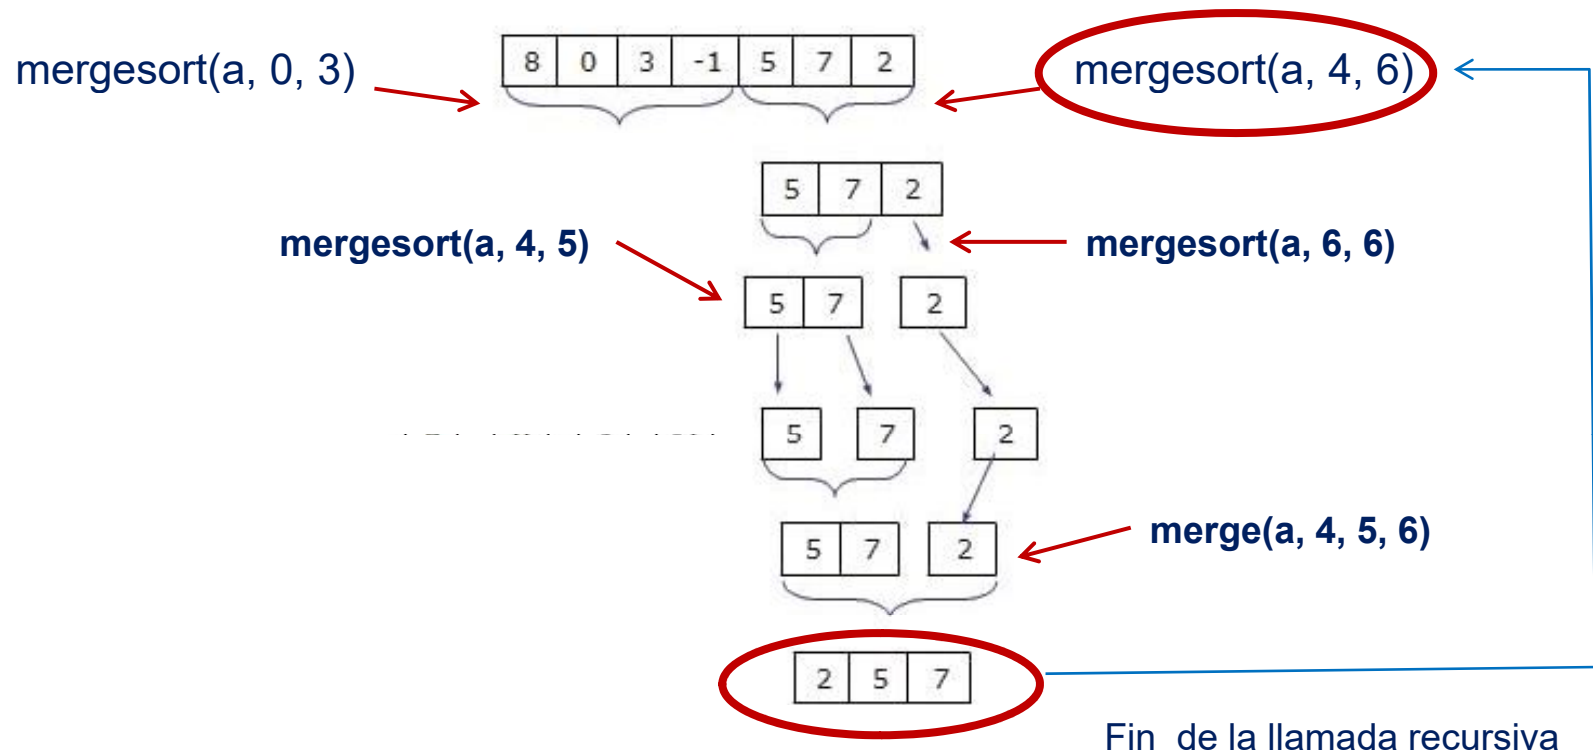 mergesort(a, 0, 3)
8 0 3 -1 5 7 2
mergesort(a, 4, 6)
5 7 2
mergesort(a, 4, 5)
mergesort(a, 6, 6)
5 7 2
5 7 2
merge(a, 4, 5, 6)
5 7 2
2 5 7
Fin de la llamada recursiva